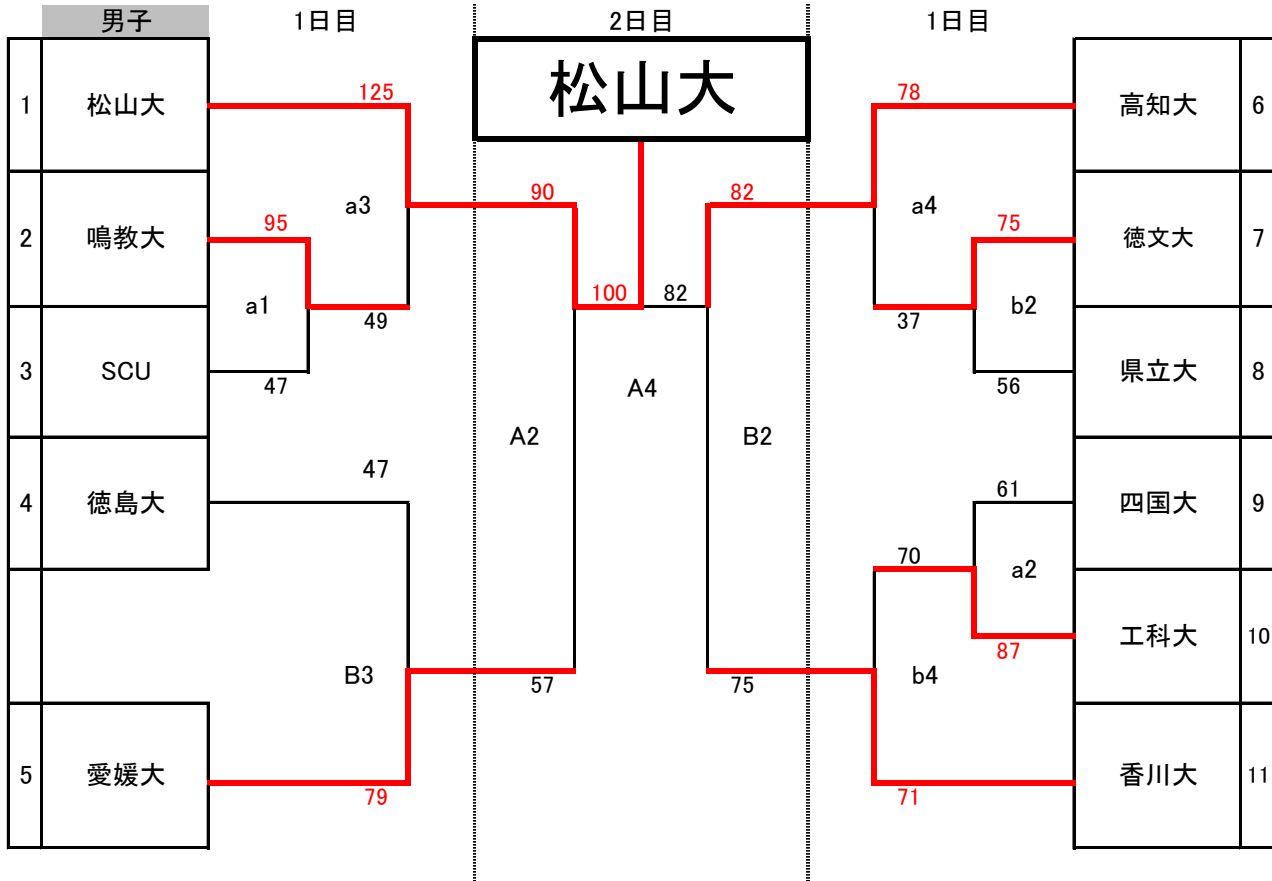 男子 1日目 2日目 1日目
松山大
125 78
1 松山大 高知大 6
90 82
a3 a4
95 75
2 鳴教大 徳文大 7
100 82
a1 b2
49 37
3 SCU 県立大 8
47 56
A4
A2 B2
47
61
4 徳島大 四国大 9
70
a2
工科大 10
87
B3 b4
57 75
5 愛媛大 香川大 11
79 71